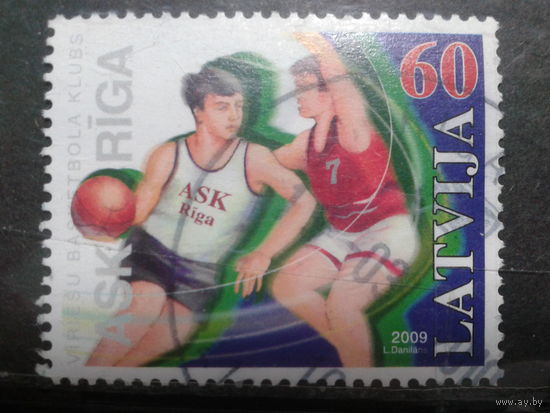 VĪRIEŠU BASKETBOLA KLUBS
ASK RĪGA
60
LATVIJA
ASK
Riga
7
2009
L.Danilāns
www.ay.by